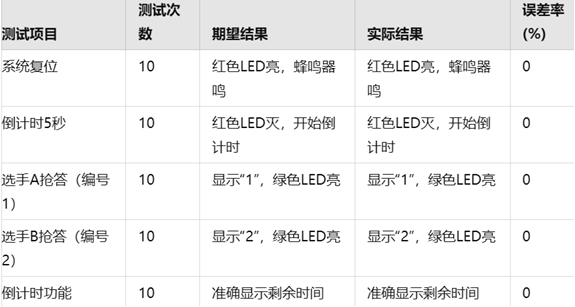 测试项目 测试次数 期望结果 实际结果 误差率(%)
系统复位 10 红色LED亮，蜂鸣器鸣 红色LED亮，蜂鸣器鸣 0
倒计时5秒 10 红色LED灭，开始倒计时 红色LED灭，开始倒计时 0
选手A抢答（编号1） 10 显示“1”，绿色LED亮 显示“1”，绿色LED亮 0
选手B抢答（编号2） 10 显示“2”，绿色LED亮 显示“2”，绿色LED亮 0
倒计时功能 10 准确显示剩余时间 准确显示剩余时间 0